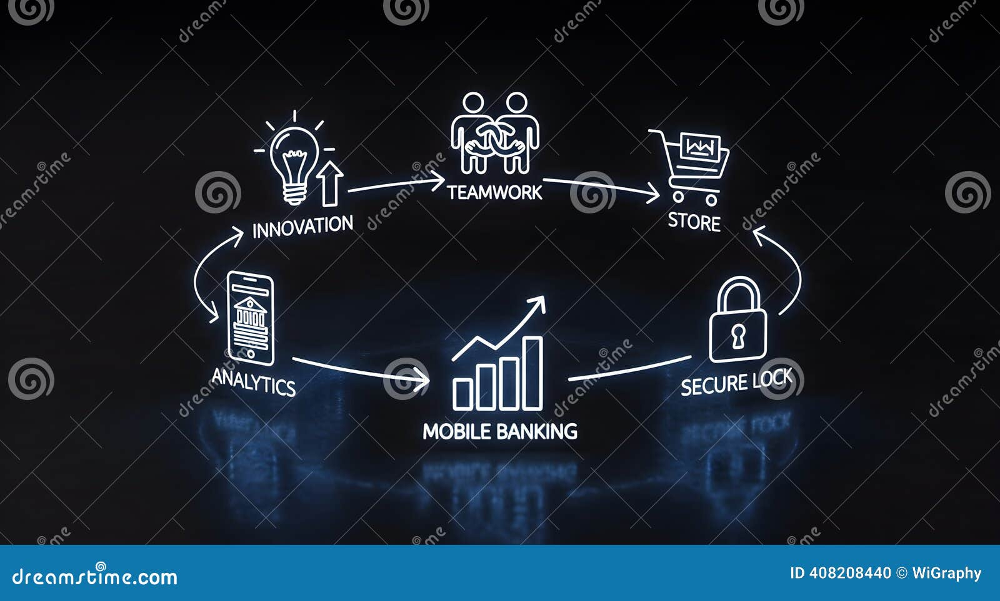 TEAMWORK
INNOVATION
STORE
ANALYTICS
SECURE LOCK
MOBILE BANKING
dreamstime.com
ID 408208440 © WiGraphy